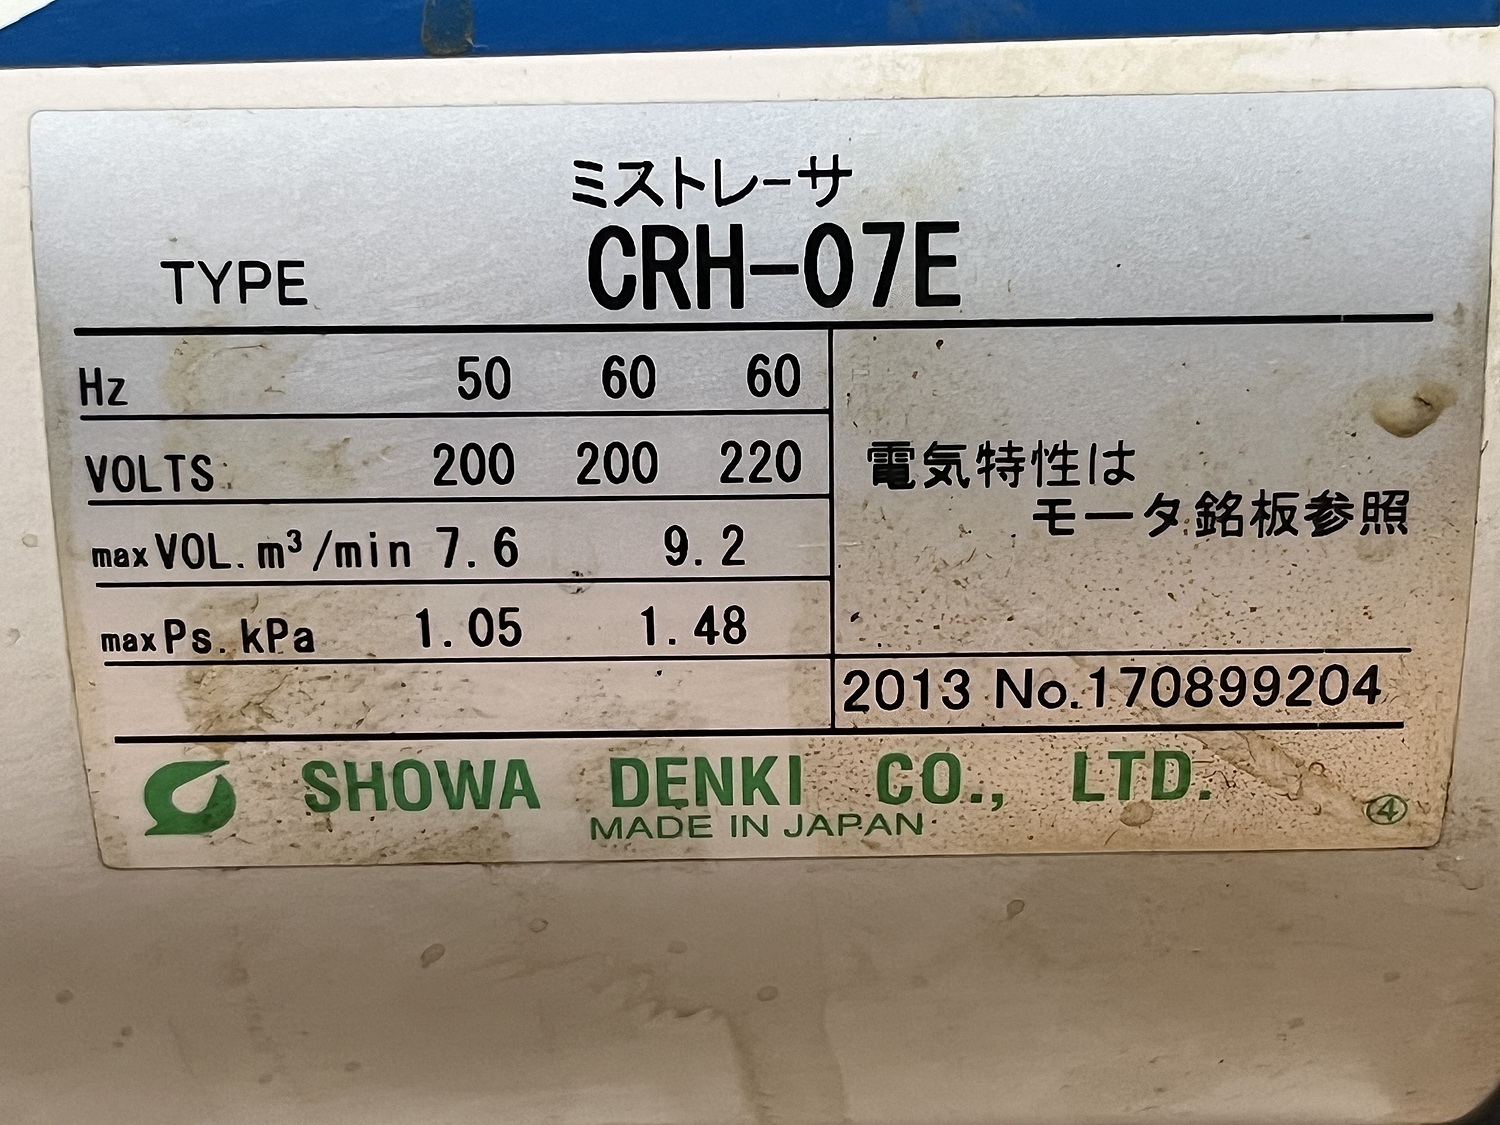 ミストレーサ
TYPE CRH-07E
Hz 50 60 60
VOLTS 200 200 220
max VOL. m³/min 7.6 9.2
max Ps. kPa 1.05 1.48
電気特性は
モータ銘板参照
2013 No.170899204
SHOWA DENKI CO., LTD.
MADE IN JAPAN
④